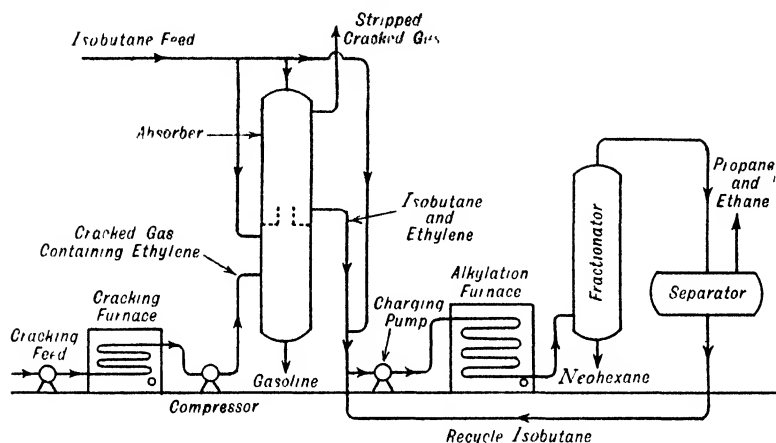 Isobutane Feed
Stripped
Cracked Gas
Absorber
Propane
and
Ethane
Isobutane
and
Ethylene
Cracked Gas
Containing Ethylene
Fractionator
Alkylation
Furnace
Separator
Cracking
Furnace
Charging
Pump
Cracking
Feed
Gasoline
Neohexane
Compressor
Recycle Isobutane